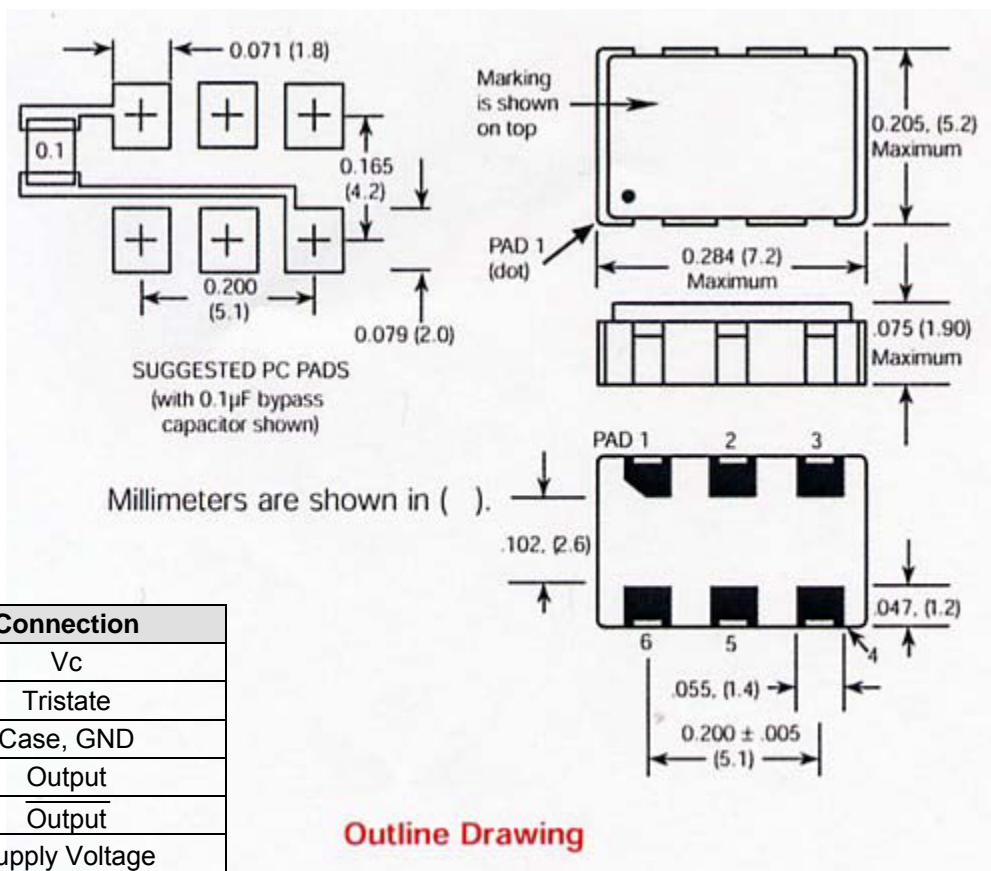 0.071 (1.8)
0.1
0.165
(4.2)
0.200
(5.1)
0.079 (2.0)
SUGGESTED PC PADS
(with 0.1µF bypass
capacitor shown)
Marking
is shown
on top
0.205, (5.2)
Maximum
PAD 1
(dot)
0.284 (7.2)
Maximum
.075 (1.90)
Maximum
PAD 1 2 3
Millimeters are shown in ( ).
.102, (2.6)
.047, (1.2)
6 5 4
.055, (1.4)
0.200 ± .005
(5.1)
Connection
Vc
Tristate
Case, GND
Output
Output
upply Voltage
Outline Drawing